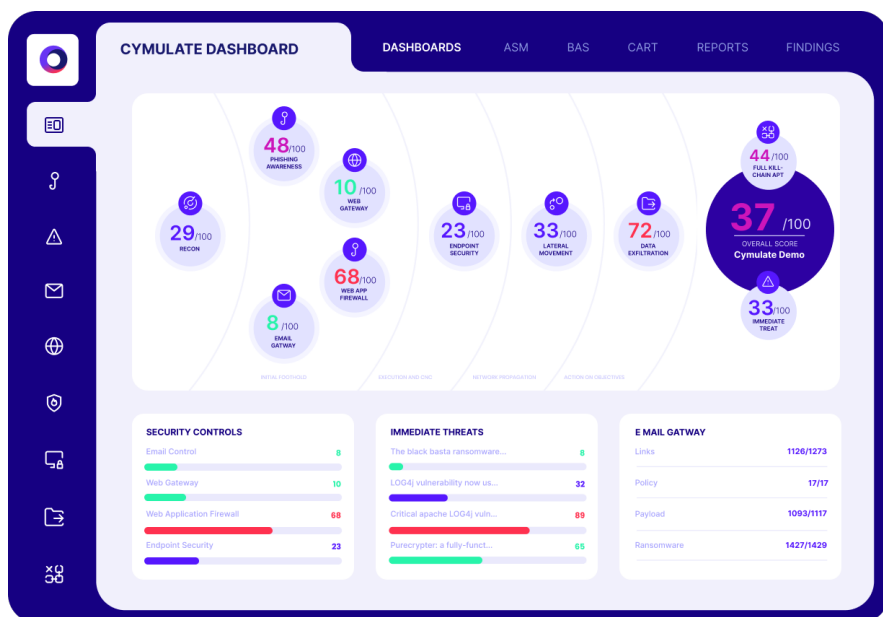 CYMULATE DASHBOARD
DASHBOARDS
ASM
BAS
CART
REPORTS
FINDINGS
29/100
RECON
48/100
PHISHING
AWARENESS
10/100
WEB
GATEWAY
68/100
WEB APP
FIREWALL
8/100
EMAIL
GATWAY
23/100
ENDPOINT
SECURITY
33/100
LATERAL
MOVEMENT
72/100
DATA
EXFILTRATION
44/100
FULL KILL-
CHAIN APT
37/100
OVERALL SCORE
Cymulate Demo
33/100
IMMEDIATE
TREAT
INITIAL FOOTHOLD
EXECUTION AND C&C
NETWORK PROPAGATION
ACTION ON OBJECTIVES
SECURITY CONTROLS
Email Control 8
Web Gateway 10
Web Application Firewall 68
Endpoint Security 23
IMMEDIATE THREATS
The black basta ransomware... 8
LOG4j vulnerability now us... 32
Critical apache LOG4j vuln... 89
Purecrypter: a fully-funct... 65
E MAIL GATWAY
Links 1126/1273
Policy 17/17
Payload 1093/1117
Ransomware 1427/1429